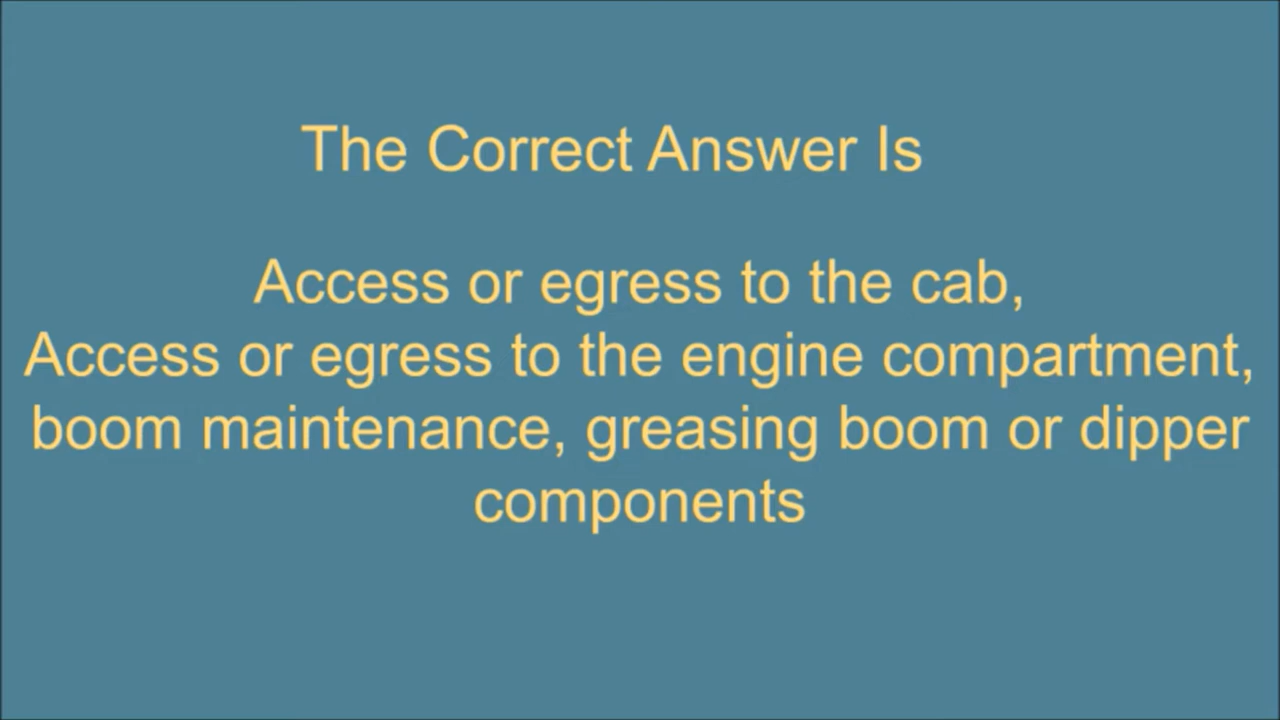 The Correct Answer Is
Access or egress to the cab,
Access or egress to the engine compartment,
boom maintenance, greasing boom or dipper
components